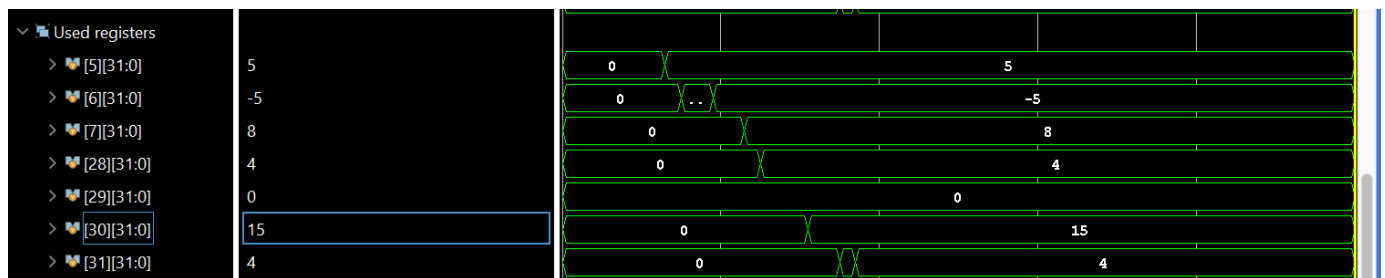 Used registers
[5][31:0] 5 0 5
[6][31:0] -5 0 .. -5
[7][31:0] 8 0 8
[28][31:0] 4 0 4
[29][31:0] 0 0
[30][31:0] 15 0 15
[31][31:0] 4 0 4